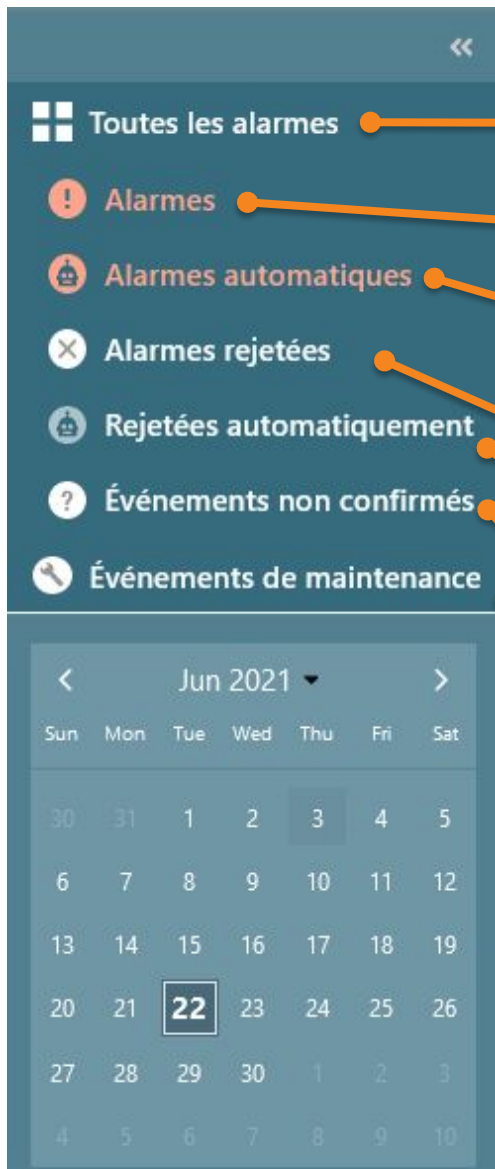 «
Toutes les alarmes
! Alarmes
Alarmes automatiques
Alarmes rejetées
Rejetées automatiquement
? Événements non confirmés
Événements de maintenance
< Jun 2021 >
Sun Mon Tue Wed Thu Fri Sat
30 31 1 2 3 4 5
6 7 8 9 10 11 12
13 14 15 16 17 18 19
20 21 22 23 24 25 26
27 28 29 30 1 2 3
4 5 6 7 8 9 10